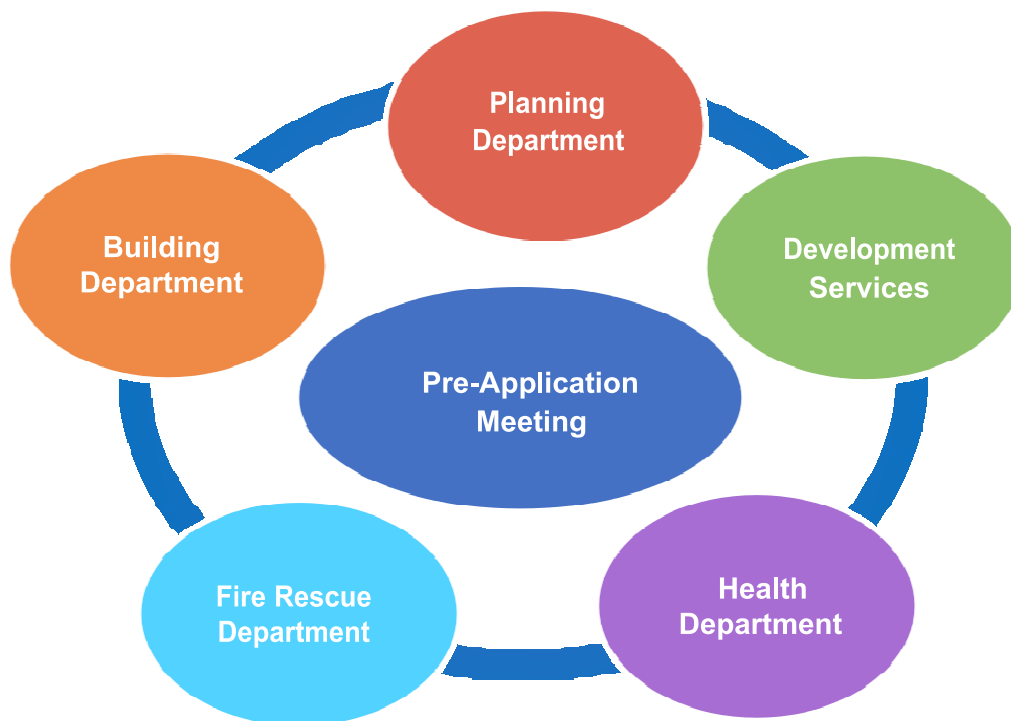 Planning
Department
Building
Department
Development
Services
Pre-Application
Meeting
Fire Rescue
Department
Health
Department